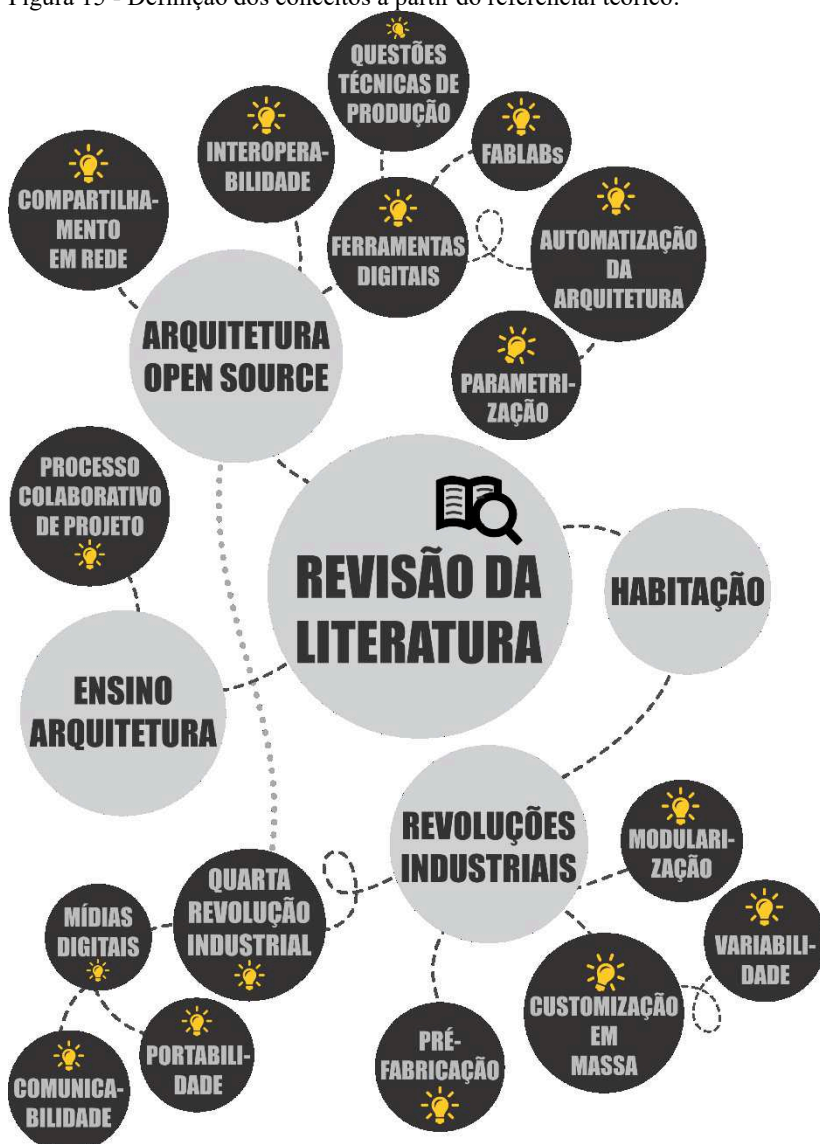 Figura 15 - Definição dos conceitos a partir do referencial teórico.
QUESTÕES
TÉCNICAS DE
PRODUÇÃO
FABLABs
INTEROPERA-
BILIDADE
COMPARTILHA-
MENTO
EM REDE
FERRAMENTAS
DIGITAIS
AUTOMATIZAÇÃO
DA
ARQUITETURA
ARQUITETURA
OPEN SOURCE
PARAMETRI-
ZAÇÃO
PROCESSO
COLABORATIVO
DE PROJETO
REVISÃO DA
LITERATURA
HABITAÇÃO
ENSINO
ARQUITETURA
REVOLUÇÕES
INDUSTRIAIS
MODULARI-
ZAÇÃO
QUARTA
REVOLUÇÃO
INDUSTRIAL
MÍDIAS
DIGITAIS
VARIABILI-
DADE
CUSTOMIZAÇÃO
EM
MASSA
PRÉ-
FABRICAÇÃO
PORTABILI-
DADE
COMUNICA-
BILIDADE